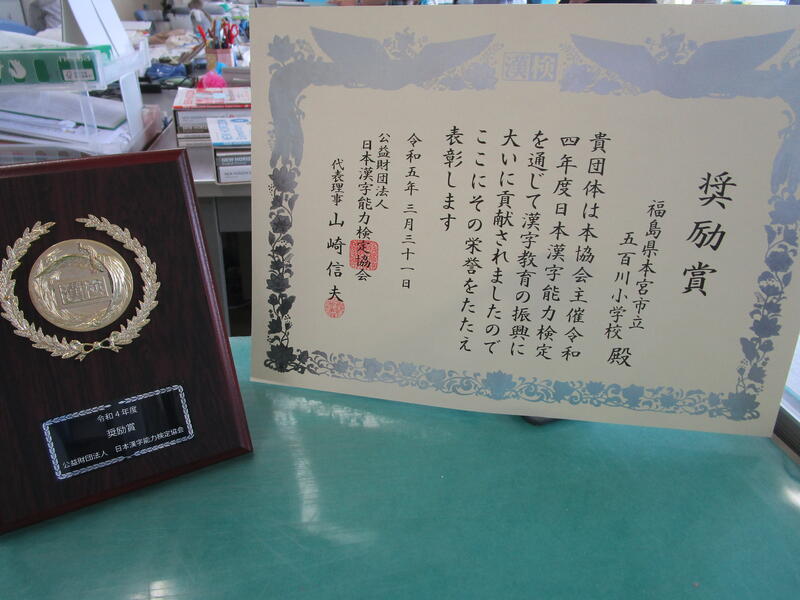 漢検
奨励賞
福島県本宮市立
五百川小学校 殿
貴団体は本協会主催令和
四年度日本漢字能力検定
を通じて漢字教育の振興に
大いに貢献されましたので
ここにその栄誉をたたえ
表彰します
令和五年三月三十一日
公益財団法人
日本漢字能力検定協会
代表理事 山崎信夫
漢検
令和4年度
奨励賞
公益財団法人 日本漢字能力検定協会